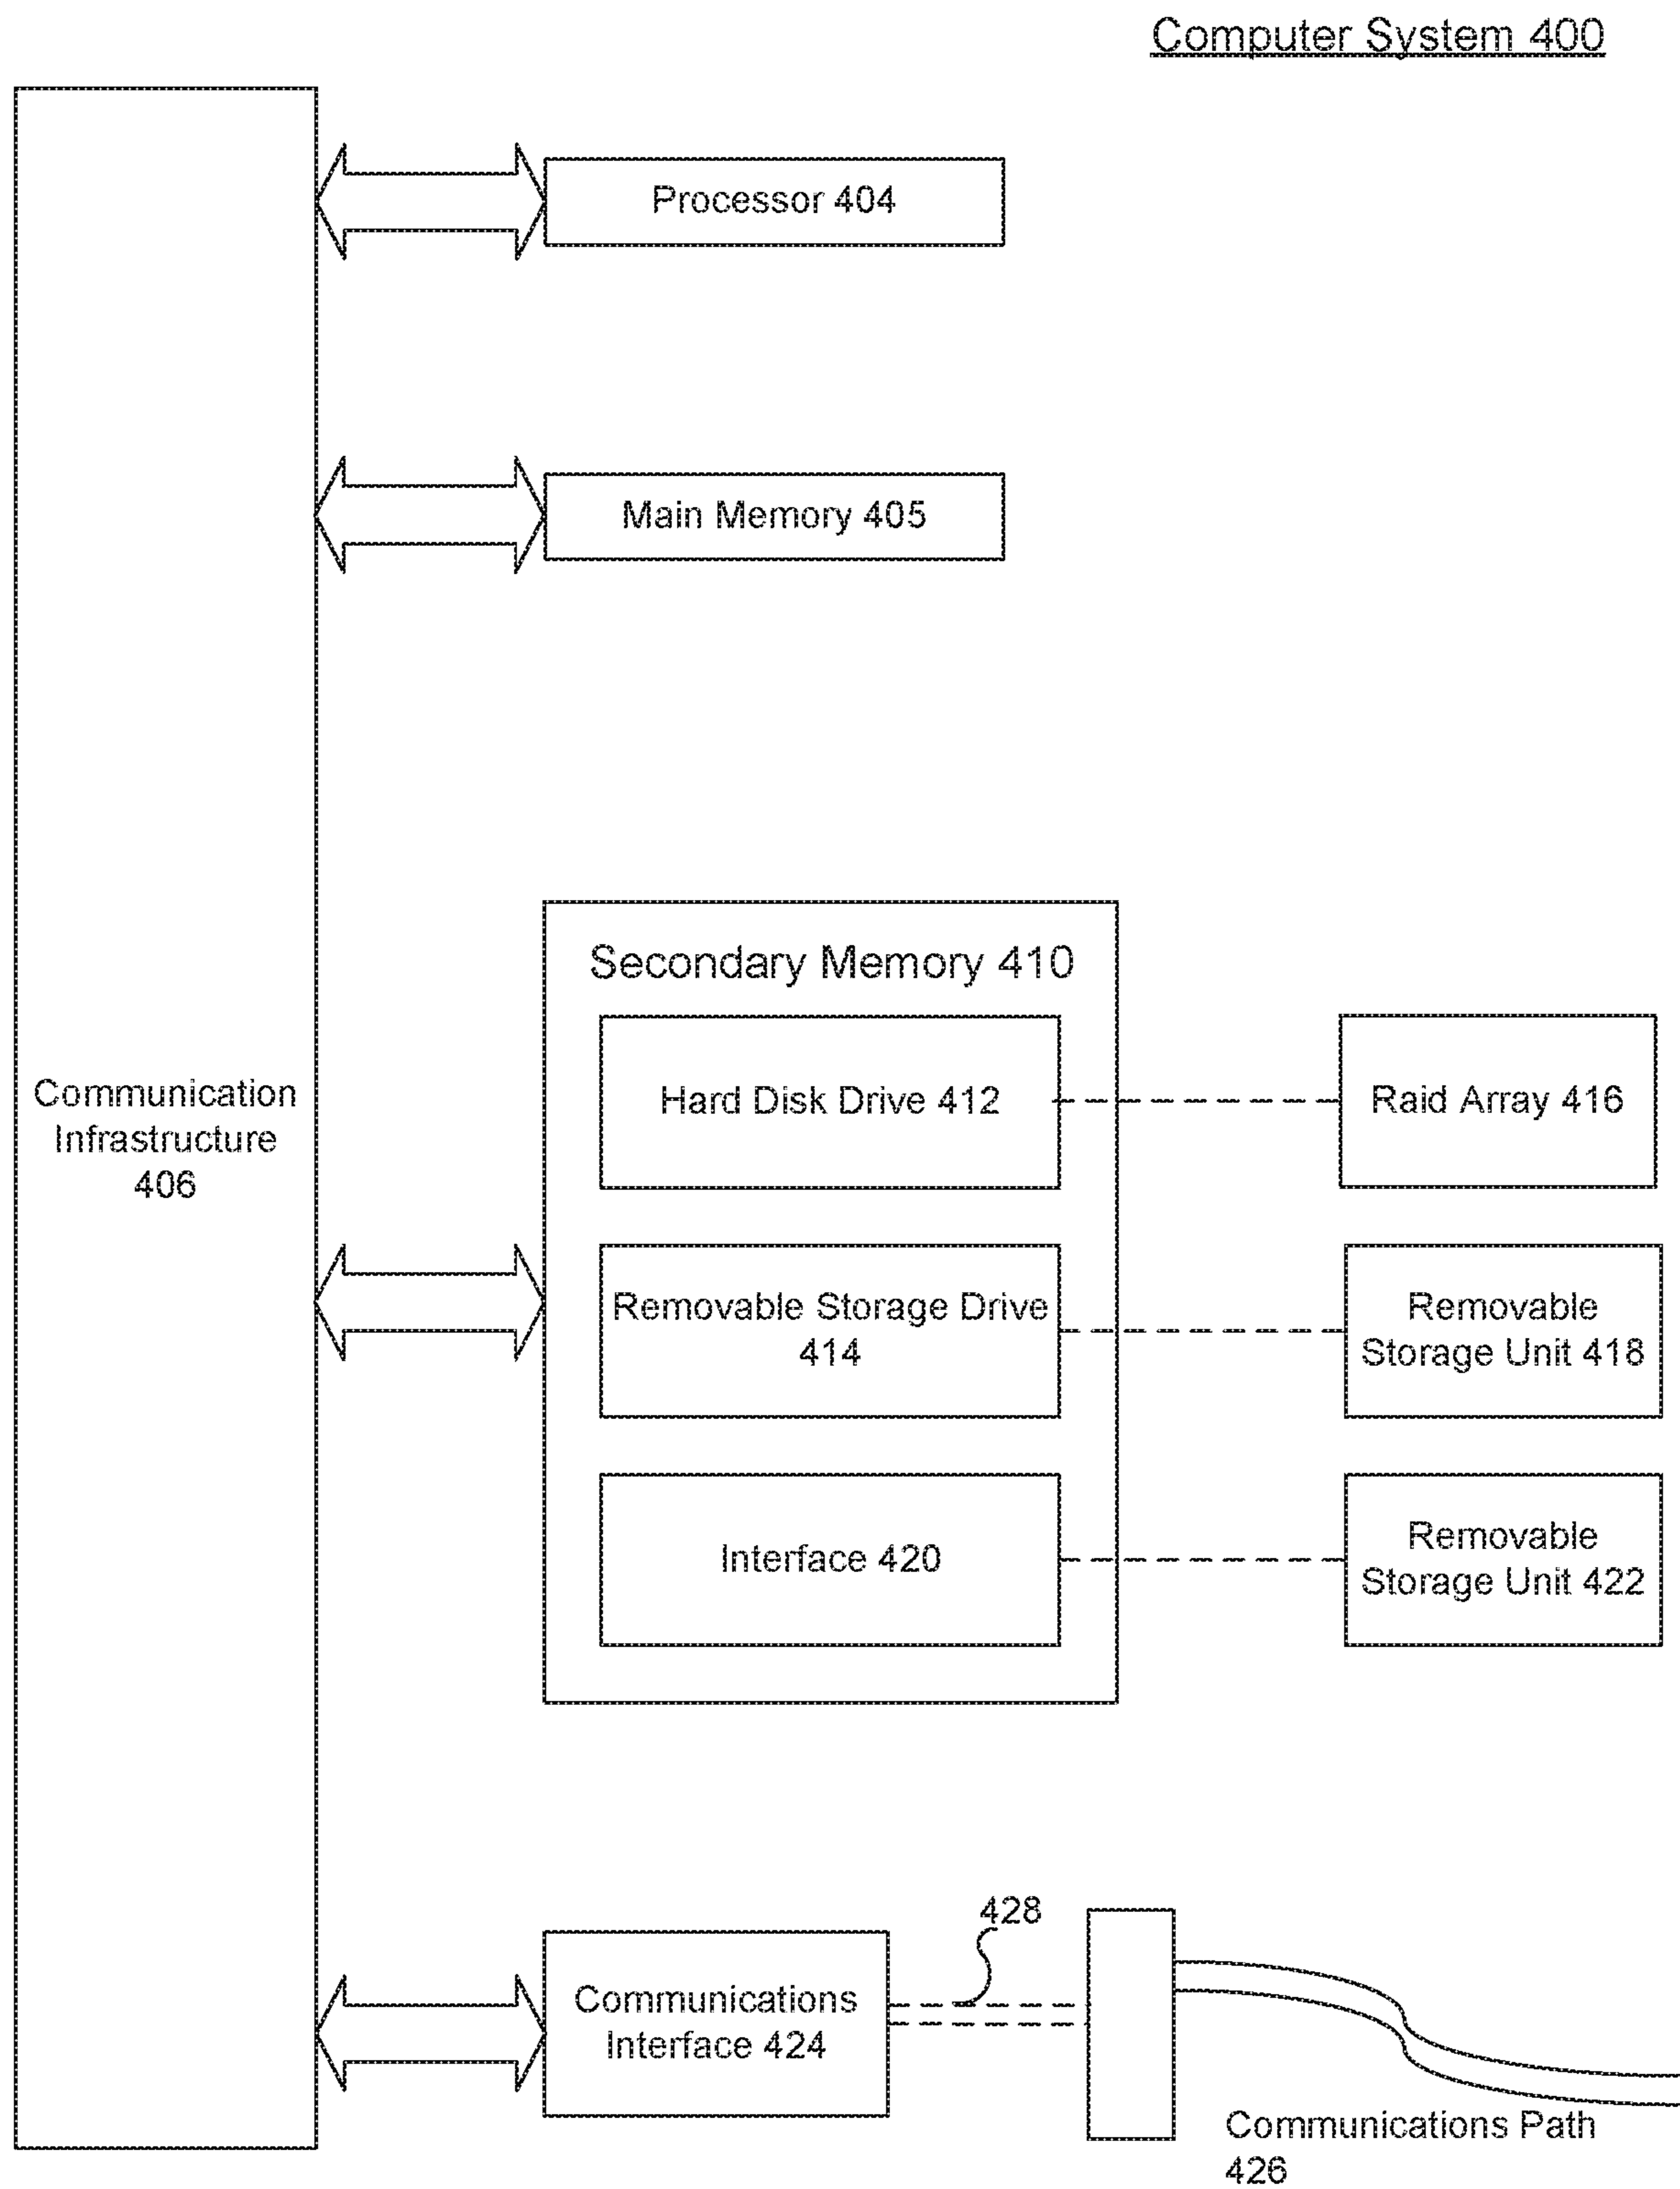 Computer System 400
Processor 404
Main Memory 405
Communication
Infrastructure
406
Secondary Memory 410
Hard Disk Drive 412
Raid Array 416
Removable Storage Drive
414
Removable
Storage Unit 418
Interface 420
Removable
Storage Unit 422
428
Communications
Interface 424
Communications Path
426